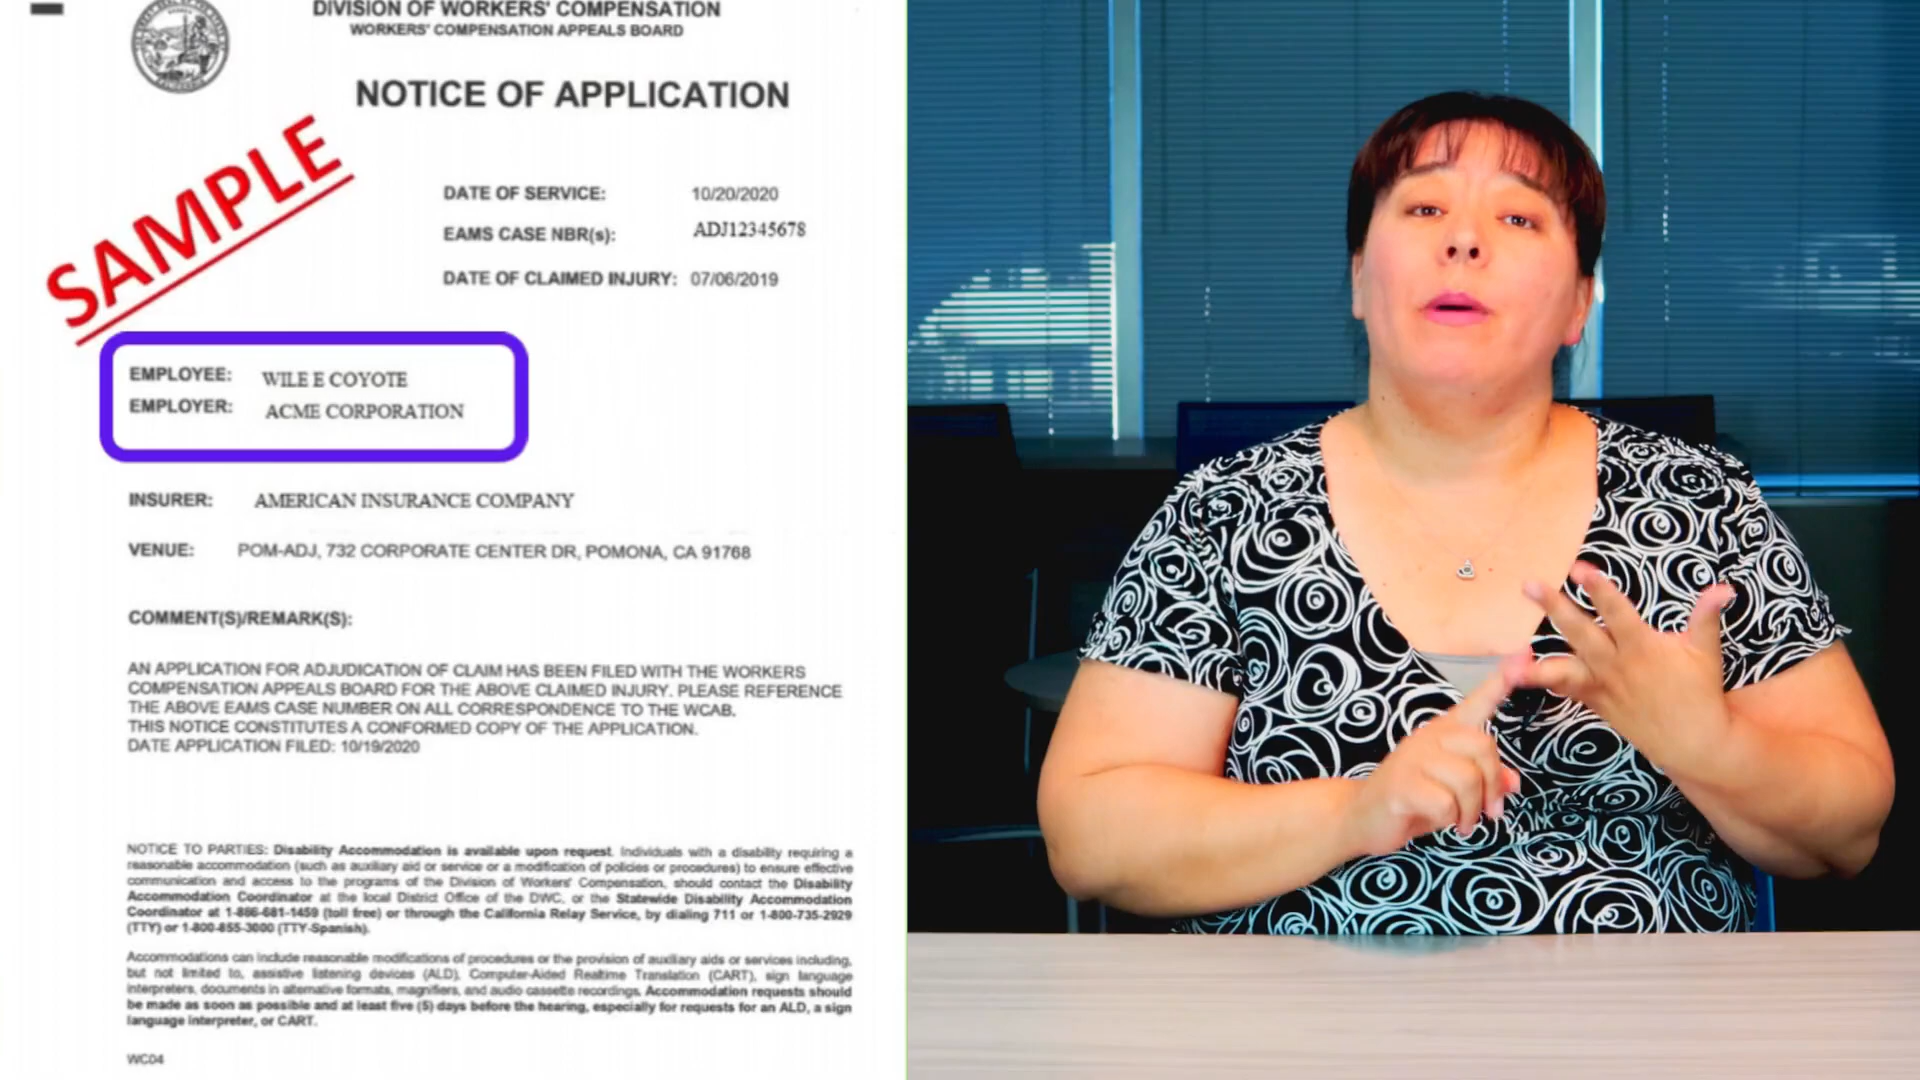 DIVISION OF WORKERS' COMPENSATION
WORKERS' COMPENSATION APPEALS BOARD
NOTICE OF APPLICATION
SAMPLE
DATE OF SERVICE: 10/20/2020
EAMS CASE NBR(s): ADJ12345678
DATE OF CLAIMED INJURY: 07/06/2019
EMPLOYEE: WILE E COYOTE
EMPLOYER: ACME CORPORATION
INSURER: AMERICAN INSURANCE COMPANY
VENUE: POM-ADJ, 732 CORPORATE CENTER DR, POMONA, CA 91768
COMMENT(S)/REMARK(S):
AN APPLICATION FOR ADJUDICATION OF CLAIM HAS BEEN FILED WITH THE WORKERS
COMPENSATION APPEALS BOARD FOR THE ABOVE CLAIMED INJURY. PLEASE REFERENCE
THE ABOVE EAMS CASE NUMBER ON ALL CORRESPONDENCE TO THE WCAB.
THIS NOTICE CONSTITUTES A CONFORMED COPY OF THE APPLICATION.
DATE APPLICATION FILED: 10/19/2020
NOTICE TO PARTIES: Disability Accommodation is available upon request. Individuals with a disability requiring a
reasonable accommodation (such as auxiliary aid or service or a modification of policies or procedures) to ensure effective
communication and access to the programs of the Division of Workers' Compensation, should contact the Disability
Accommodation Coordinator at the local District Office of the DWC, or the Statewide Disability Accommodation
Coordinator at 1-866-681-1459 (toll free) or through the California Relay Service, by dialing 711 or 1-800-735-2929
(TTY) or 1-800-855-3000 (TTY-Spanish).
Accommodations can include reasonable modifications of procedures or the provision of auxiliary aids or services including,
but not limited to, assistive listening devices (ALD), Computer-Aided Realtime Translation (CART), sign language
interpreters, documents in alternative formats, magnifiers, and audio cassette recordings. Accommodation requests should
be made as soon as possible and at least five (5) days before the hearing, especially for requests for an ALD, a sign
language interpreter, or CART.
WC04